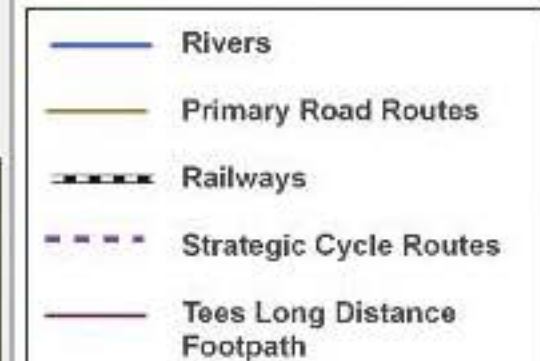 Rivers
Primary Road Routes
Railways
Strategic Cycle Routes
Tees Long Distance
Footpath